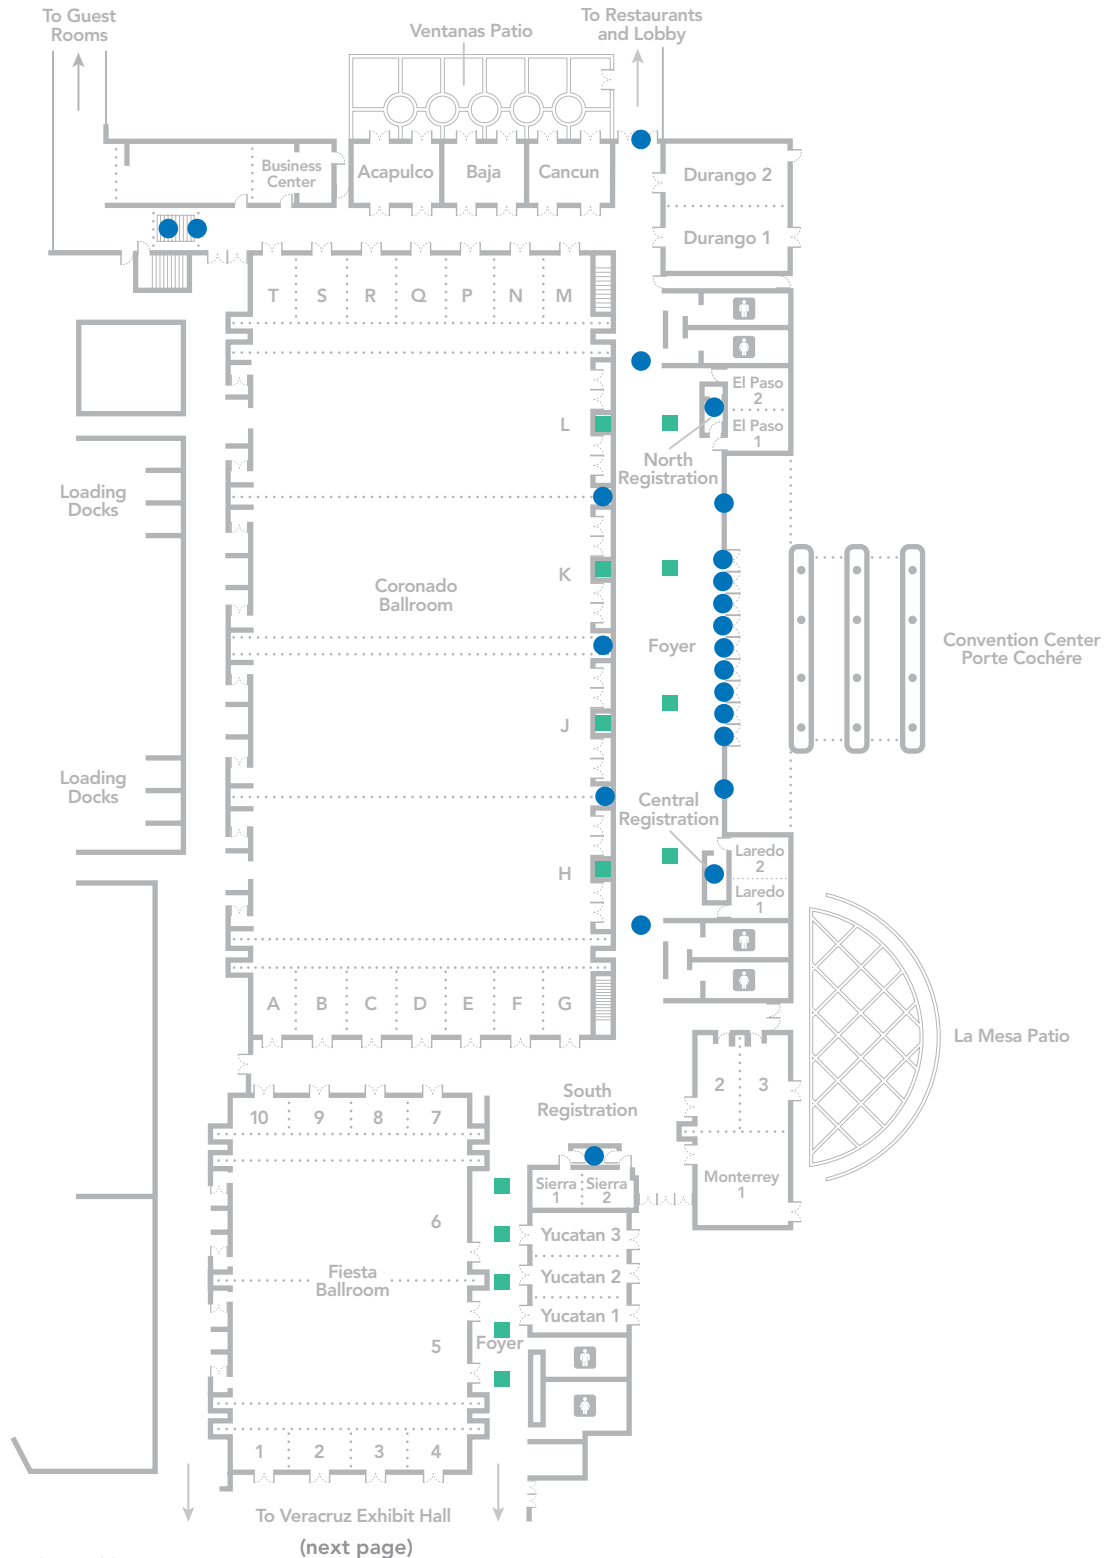 To Guest
Rooms
Ventanas Patio
To Restaurants
and Lobby
Business
Center
Acapulco
Baja
Cancun
Durango 2
Durango 1
T
S
R
Q
P
N
M
El Paso
2
El Paso
1
L
North
Registration
Loading
Docks
K
Coronado
Ballroom
Foyer
Convention Center
Porte Cochére
J
Loading
Docks
Central
Registration
Laredo
2
Laredo
1
H
A
B
C
D
E
F
G
La Mesa Patio
2
3
South
Registration
10
9
8
7
Monterrey
1
Sierra
1
Sierra
2
6
Yucatan 3
Fiesta
Ballroom
Yucatan 2
Yucatan 1
5
Foyer
1
2
3
4
To Veracruz Exhibit Hall
(next page)